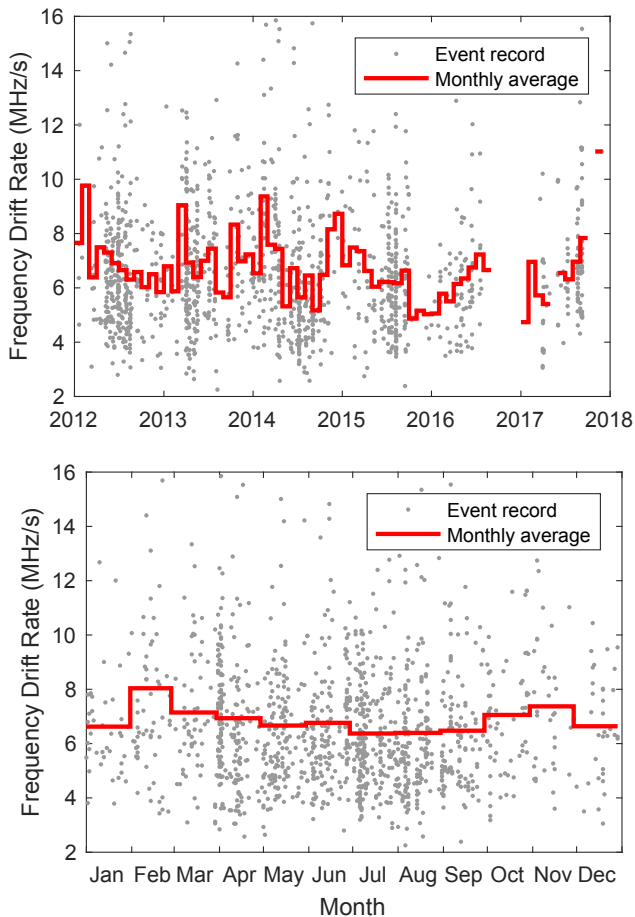 Frequency Drift Rate (MHz/s)
16
14
12
10
8
6
4
2
Event record
Monthly average
2012 2013 2014 2015 2016 2017 2018
Frequency Drift Rate (MHz/s)
16
14
12
10
8
6
4
2
Event record
Monthly average
Jan Feb Mar Apr May Jun Jul Aug Sep Oct Nov Dec
Month